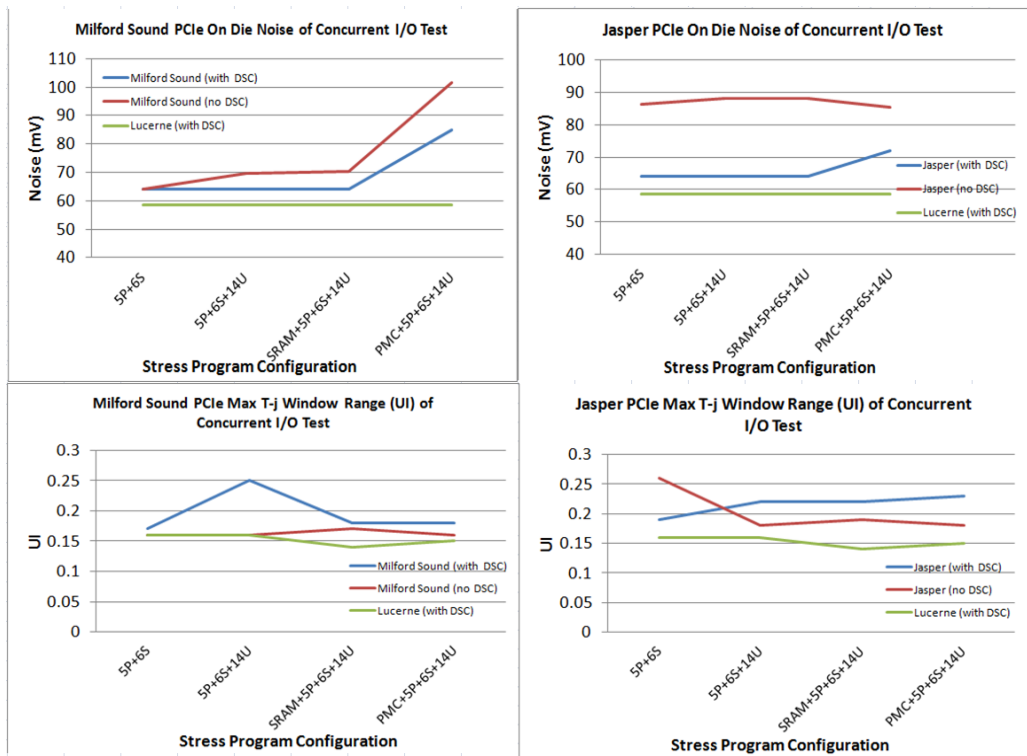 Milford Sound PCIe On Die Noise of Concurrent I/O Test
110
100
90
80
70
60
50
40
Noise (mV)
Milford Sound (with DSC)
Milford Sound (no DSC)
Lucerne (with DSC)
5P+6S
5P+6S+14U
SRAM+5P+6S+14U
PMC+5P+6S+14U
Stress Program Configuration
Jasper PCIe On Die Noise of Concurrent I/O Test
100
90
80
70
60
50
40
Noise (mV)
Jasper (with DSC)
Jasper (no DSC)
Lucerne (with DSC)
5P+6S
5P+6S+14U
SRAM+5P+6S+14U
PMC+5P+6S+14U
Stress Program Configuration
Milford Sound PCIe Max T-j Window Range (UI) of
Concurrent I/O Test
0.3
0.25
0.2
0.15
0.1
0.05
0
UI
Milford Sound (with DSC)
Milford Sound (no DSC)
Lucerne (with DSC)
5P+6S
5P+6S+14U
SRAM+5P+6S+14U
PMC+5P+6S+14U
Stress Program Configuration
Jasper PCIe Max T-j Window Range (UI) of Concurrent
I/O Test
0.3
0.25
0.2
0.15
0.1
0.05
0
UI
Jasper (with DSC)
Jasper (no DSC)
Lucerne (with DSC)
5P+6S
5P+6S+14U
SRAM+5P+6S+14U
PMC+5P+6S+14U
Stress Program Configuration